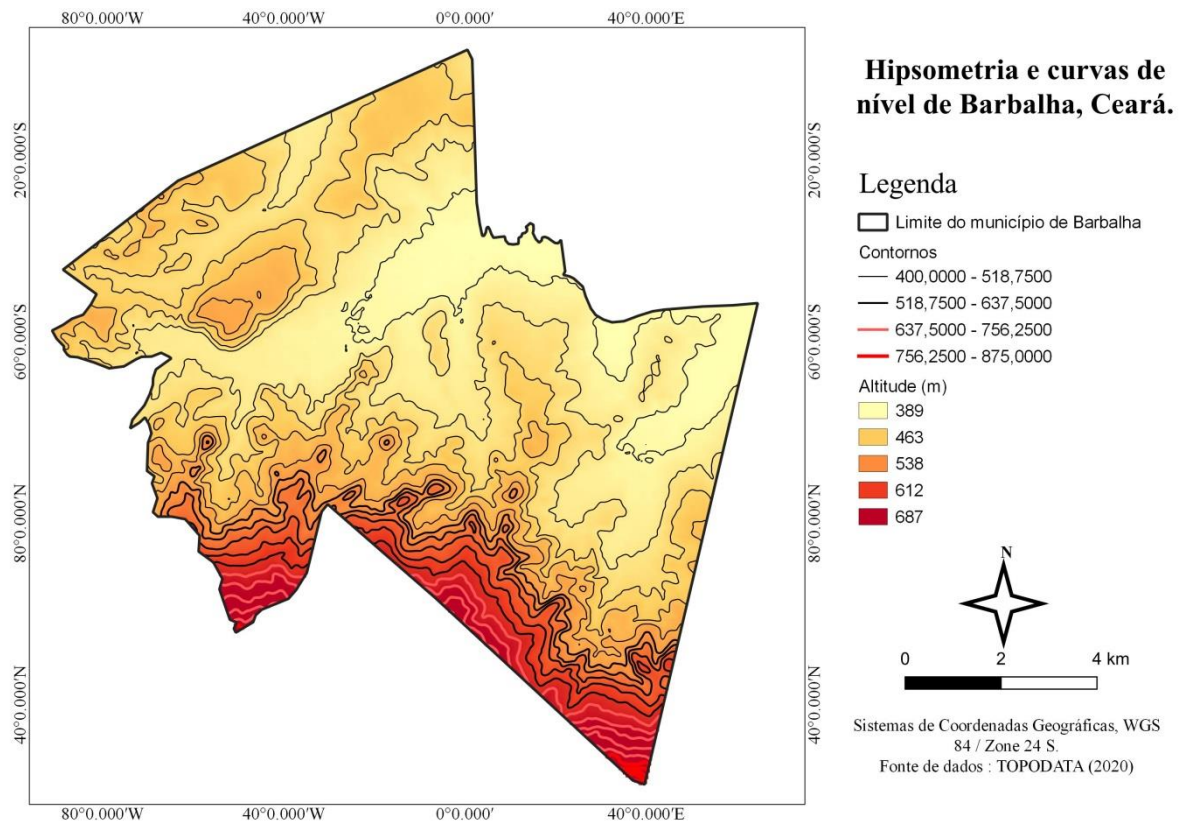 80°0.000'W 40°0.000'W 0°0.000' 40°0.000'E
20°0.000'S
60°0.000'S
80°0.000'N
40°0.000'N
20°0.000'S
60°0.000'S
80°0.000'N
40°0.000'N
80°0.000'W 40°0.000'W 0°0.000' 40°0.000'E
Hipsometria e curvas de
nível de Barbalha, Ceará.
Legenda
Limite do município de Barbalha
Contornos
400,0000 - 518,7500
518,7500 - 637,5000
637,5000 - 756,2500
756,2500 - 875,0000
Altitude (m)
389
463
538
612
687
N
0 2 4 km
Sistemas de Coordenadas Geográficas, WGS
84 / Zone 24 S.
Fonte de dados : TOPODATA (2020)